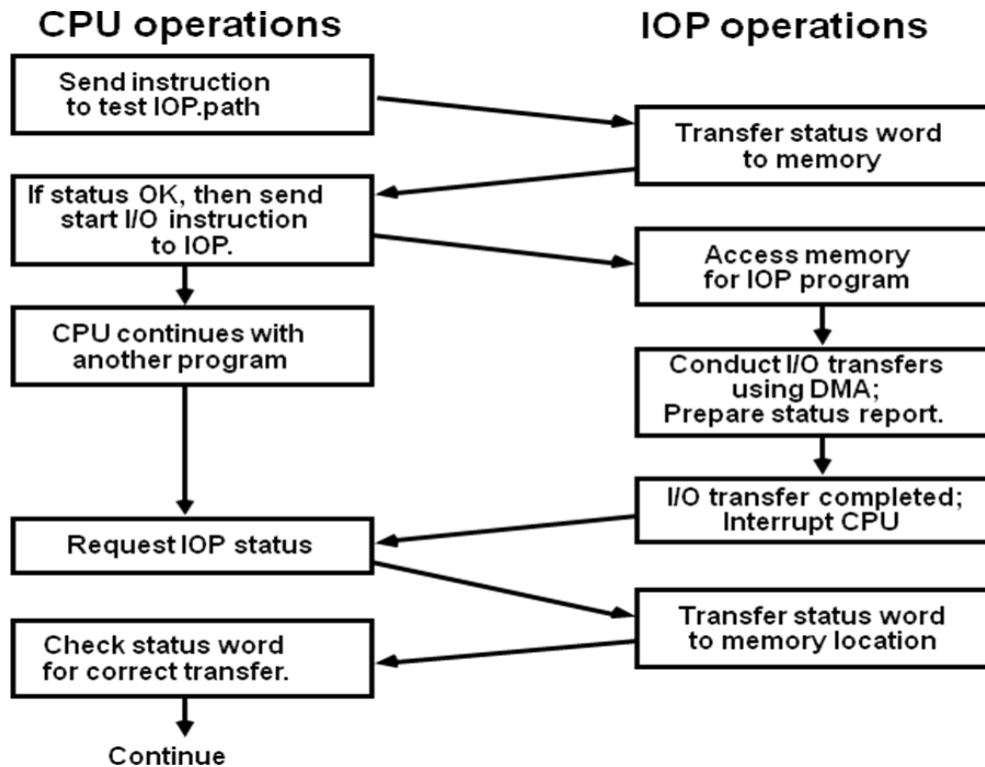 CPU operations
IOP operations
Send instruction
to test IOP.path
Transfer status word
to memory
If status OK, then send
start I/O instruction
to IOP.
Access memory
for IOP program
CPU continues with
another program
Conduct I/O transfers
using DMA;
Prepare status report.
I/O transfer completed;
Interrupt CPU
Request IOP status
Transfer status word
to memory location
Check status word
for correct transfer.
Continue